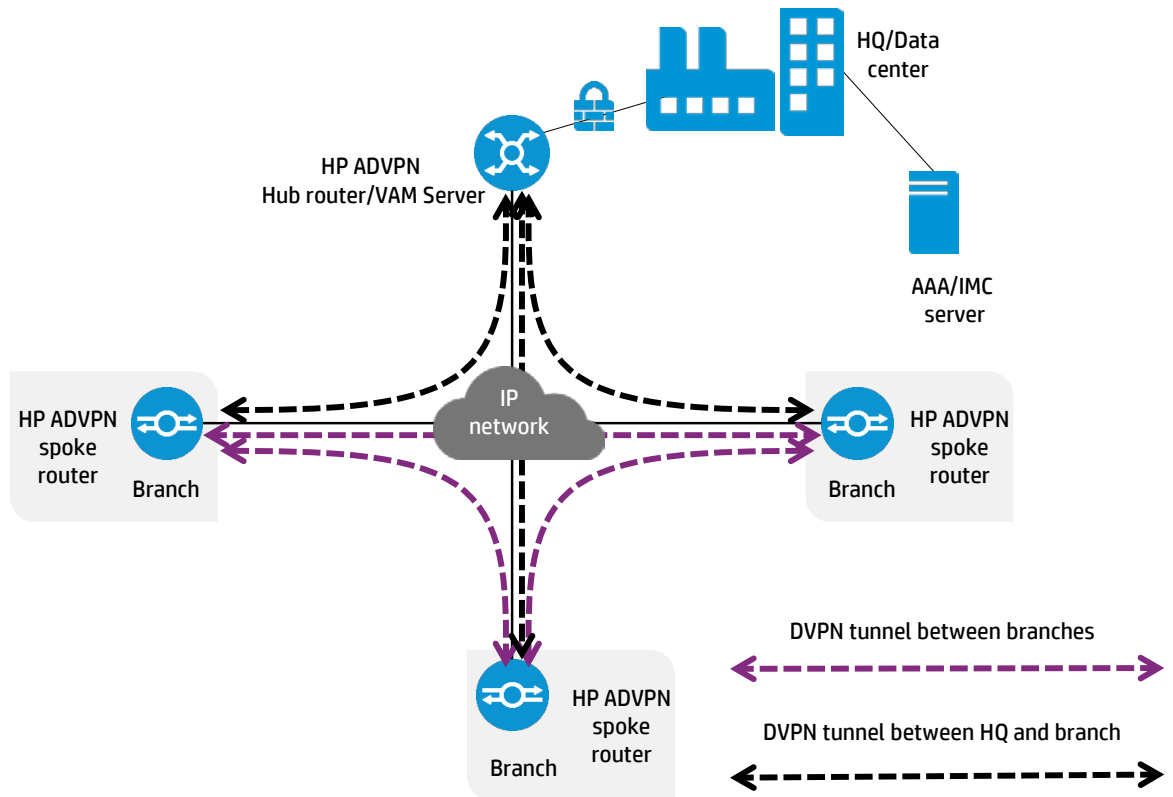 HQ/Data
center
HP ADVPN
Hub router/VAM Server
AAA/IMC
server
HP ADVPN
spoke
router
Branch
IP
network
Branch
HP ADVPN
spoke
router
HP ADVPN
spoke
router
Branch
DVPN tunnel between branches
DVPN tunnel between HQ and branch